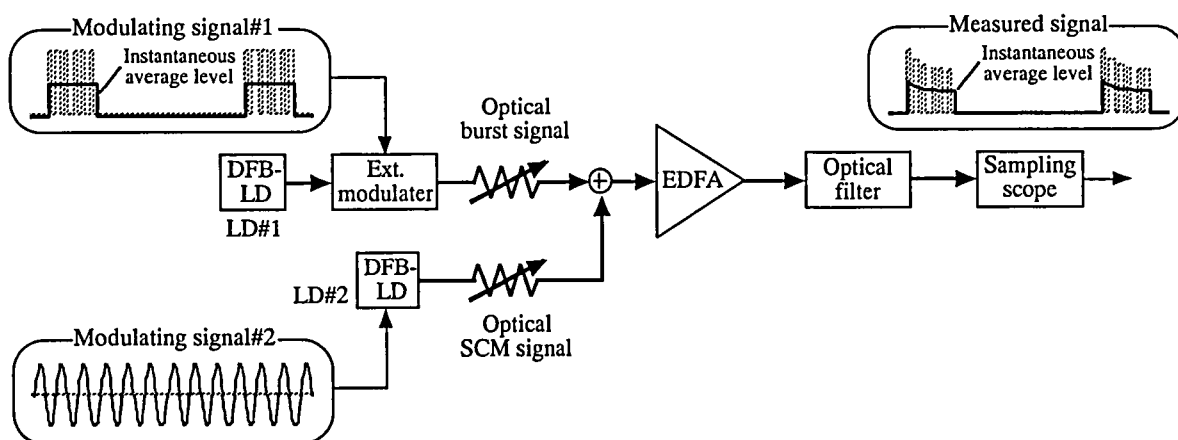 Modulating signal#1
Instantaneous
average level
Measured signal
Instantaneous
average level
Optical
burst signal
DFB-
LD
LD#1
Ext.
modulater
+
EDFA
Optical
filter
Sampling
scope
DFB-
LD
LD#2
Optical
SCM signal
Modulating signal#2